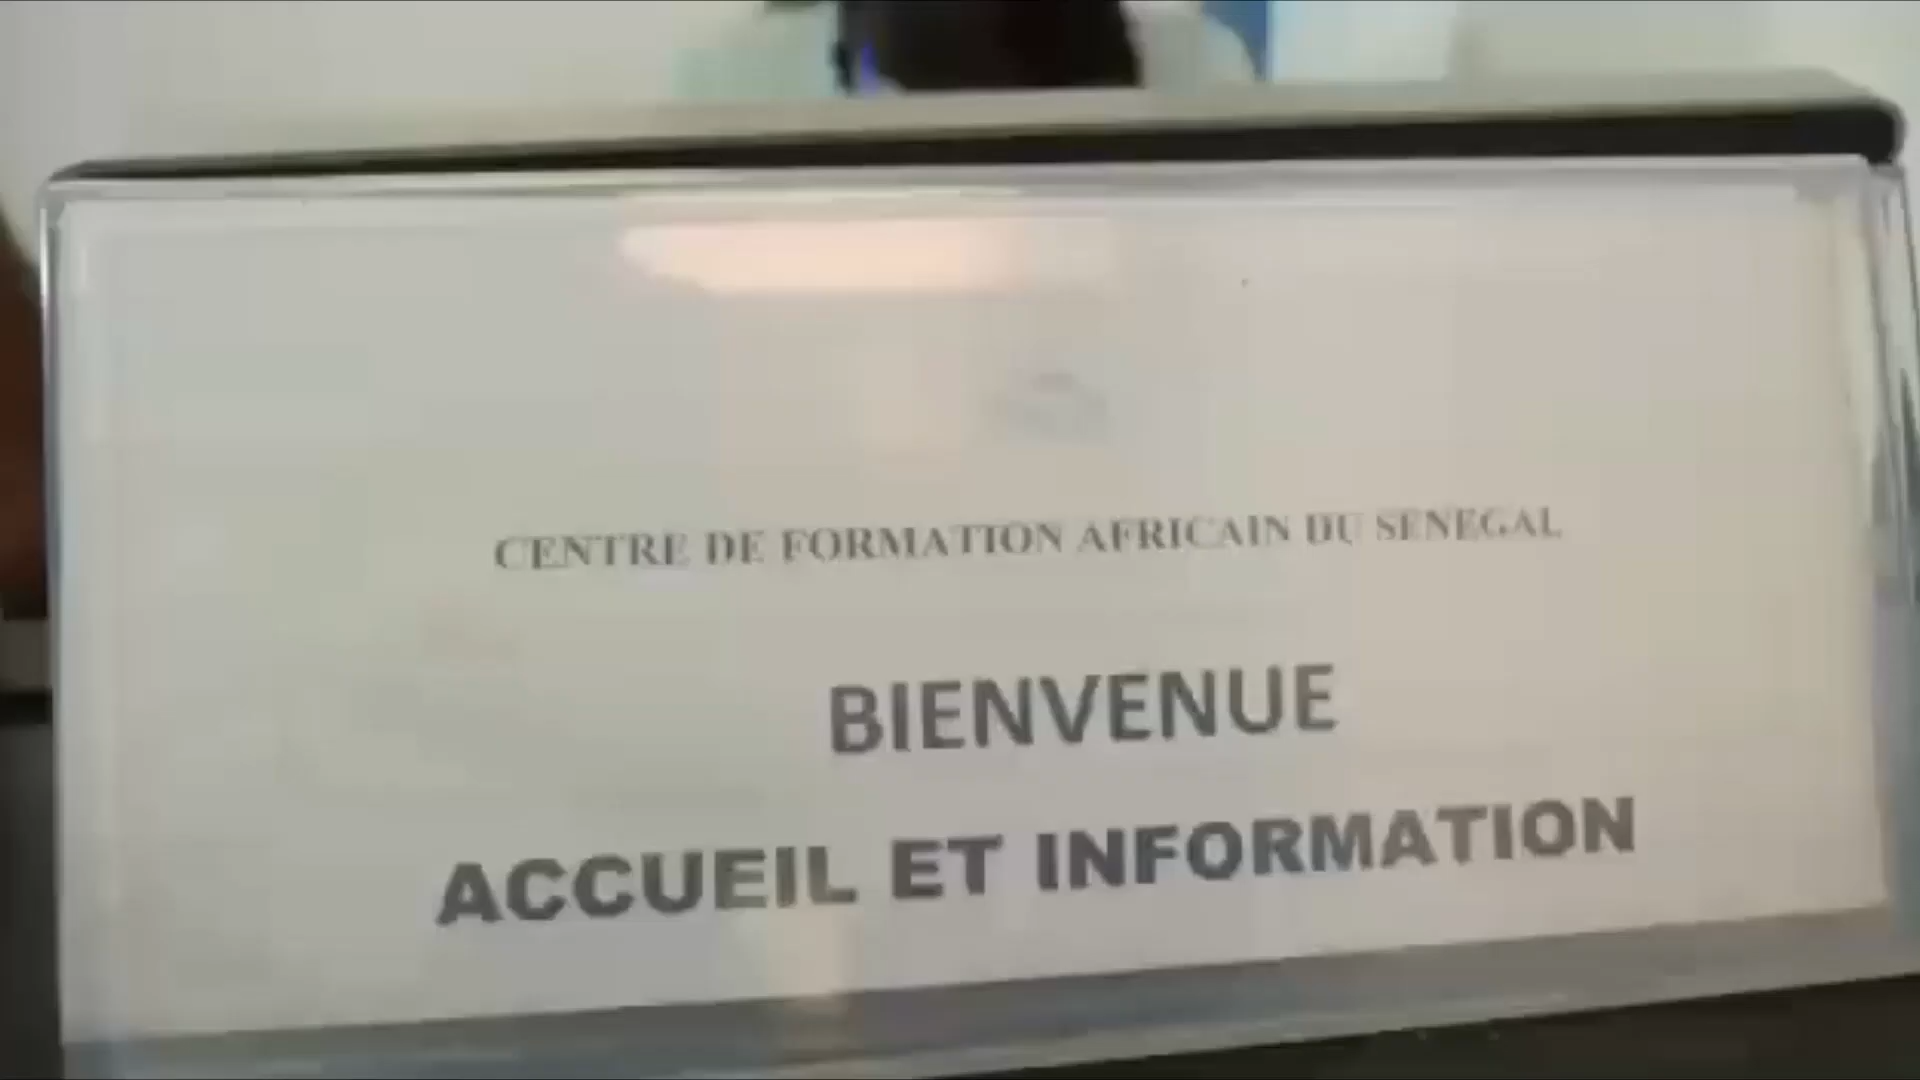 CENTRE DE FORMATION AFRICAIN DU SENEGAL
BIENVENUE
ACCUEIL ET INFORMATION